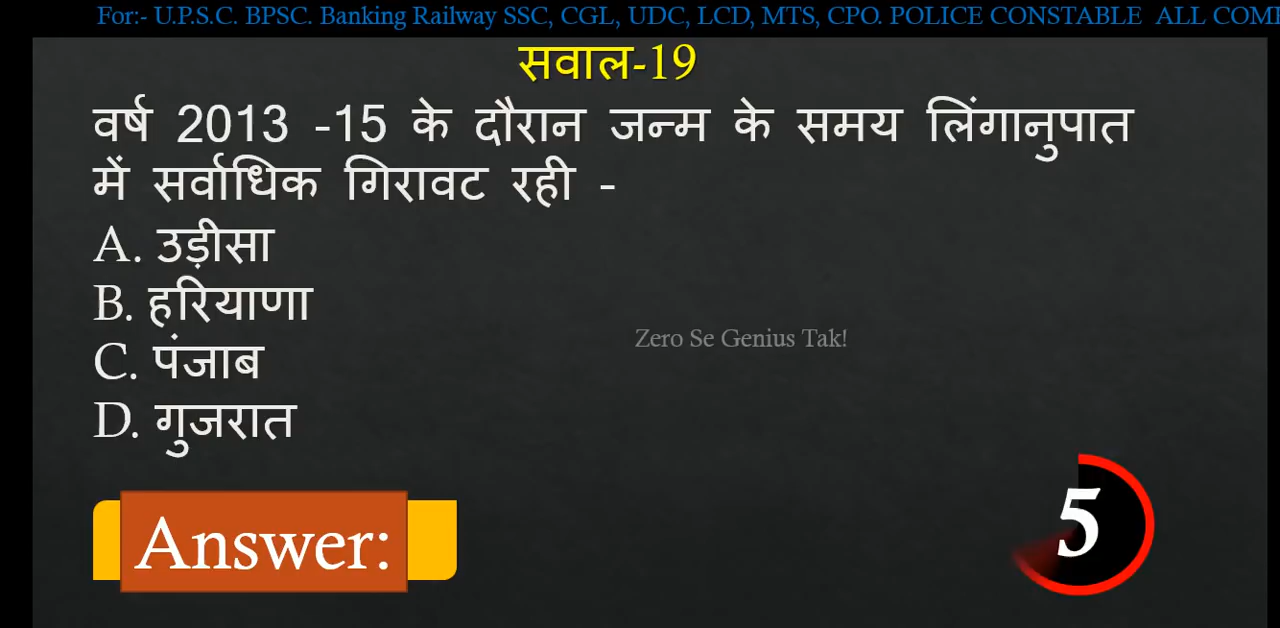 For:- U.P.S.C. BPSC. Banking Railway SSC, CGL, UDC, LCD, MTS, CPO. POLICE CONSTABLE ALL
सवाल-19
वर्ष 2013 -15 के दौरान जन्म के समय लिंगानुपात
में सर्वाधिक गिरावट रही -
A. उड़ीसा
B. हरियाणा
Zero Se Genius Tak!
C. पंजाब
D. गुजरात
5
Answer: